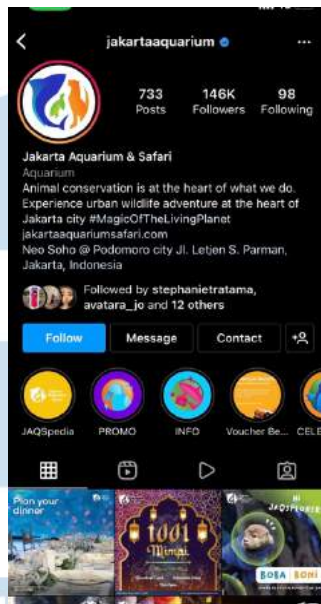 jakartaaquarium
733 146K 98
Posts Followers Following
Jakarta Aquarium & Safari
Aquarium
Animal conservation is at the heart of what we do.
Experience urban wildlife adventure at the heart of
Jakarta city #MagicOfTheLivingPlanet
jakartaaquariumsafari.com
Neo Soho @ Podomoro city Jl. Letjen S. Parman,
Jakarta, Indonesia
Followed by stephanietratama,
avatara_jo and 12 others
Follow Message Contact
JAQSpedia PROMO INFO Voucher Be... CELE
Plan your
dinner
1001
Mimpi
HI
JAQSPLORER
BOBA BONI